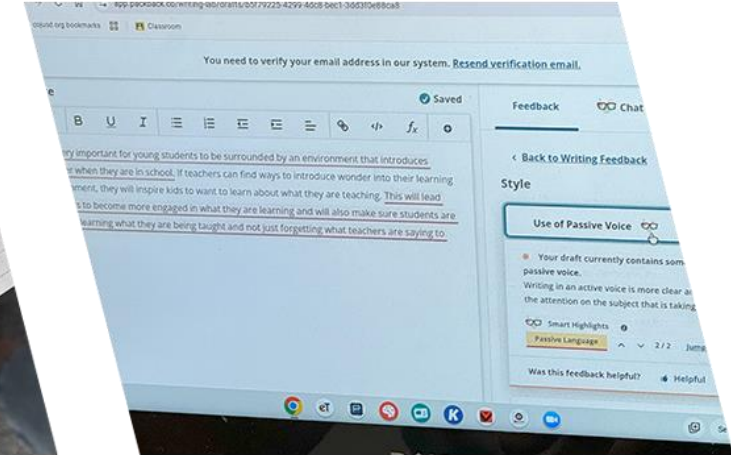 app.packback.co/writing-lab/drafts/b5f79225-4299-4dc8-bec1-3dd3f0e88ca8
org bookmarks Classroom
You need to verify your email address in our system. Resend verification email.
Saved
Feedback Chat
B U I fx
important for young students to be surrounded by an environment that introduces
when they are in school. If teachers can find ways to introduce wonder into their learning
they will inspire kids to want to learn about what they are teaching. This will lead
to become more engaged in what they are learning and will also make sure students are
learning what they are being taught and not just forgetting what teachers are saying to
< Back to Writing Feedback
Style
Use of Passive Voice
Your draft currently contains
passive voice.
Writing in an active voice is more clear
the attention on the subject that is taking
Smart Highlights
Passive Language 2/2
Was this feedback helpful? Helpful
eT K